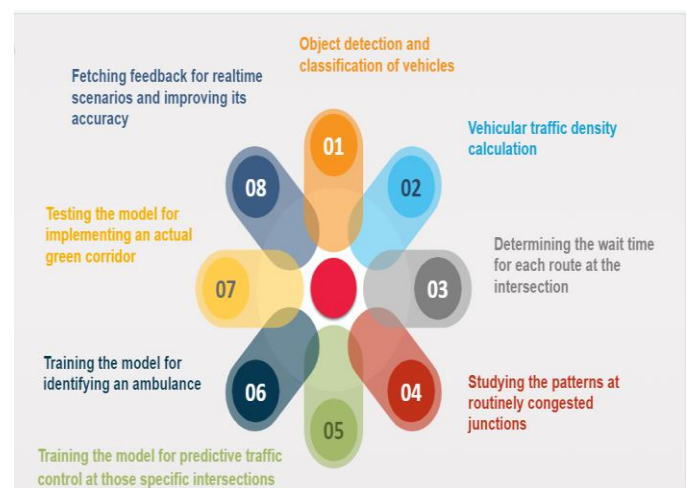 01
Object detection and
classification of vehicles
02
Vehicular traffic density
calculation
03
Determining the wait time
for each route at the
intersection
04
Studying the patterns at
routinely congested
junctions
05
Training the model for predictive traffic
control at those specific intersections
06
Training the model for
identifying an ambulance
07
Testing the model for
implementing an actual
green corridor
08
Fetching feedback for realtime
scenarios and improving its
accuracy